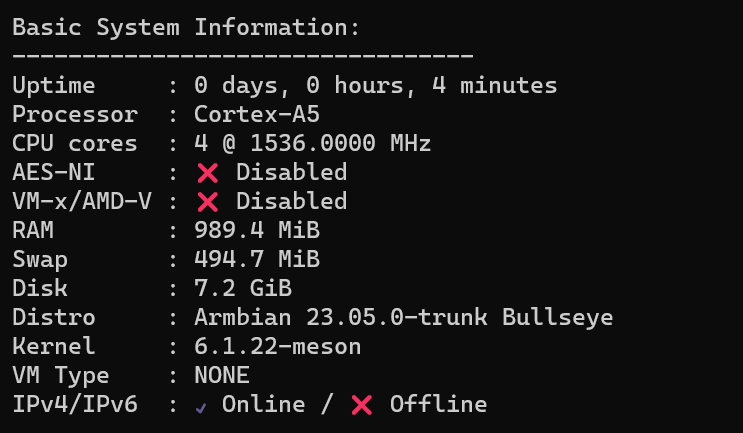 Basic System Information:
---------------------------------
Uptime     : 0 days, 0 hours, 4 minutes
Processor  : Cortex-A5
CPU cores  : 4 @ 1536.0000 MHz
AES-NI     : ❌ Disabled
VM-x/AMD-V : ❌ Disabled
RAM        : 989.4 MiB
Swap       : 494.7 MiB
Disk       : 7.2 GiB
Distro     : Armbian 23.05.0-trunk Bullseye
Kernel     : 6.1.22-meson
VM Type    : NONE
IPv4/IPv6  : ✔ Online / ❌ Offline